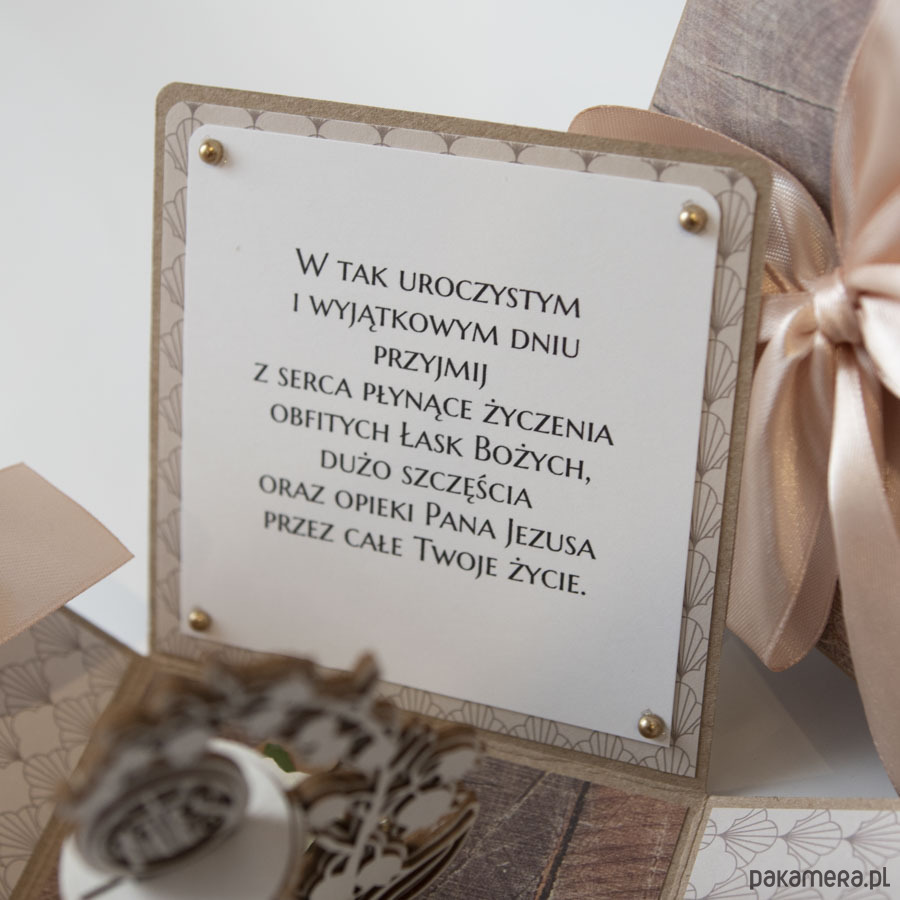 W TAK UROCZYSTYM
I WYJĄTKOWYM DNIU
PRZYJMIJ
Z SERCA PŁYNĄCE ŻYCZENIA
OBFITYCH ŁASK BOŻYCH,
DUŻO SZCZĘŚCIA
ORAZ OPIEKI PANA JEZUSA
PRZEZ CAŁE TWOJE ŻYCIE.
pakamera.pl